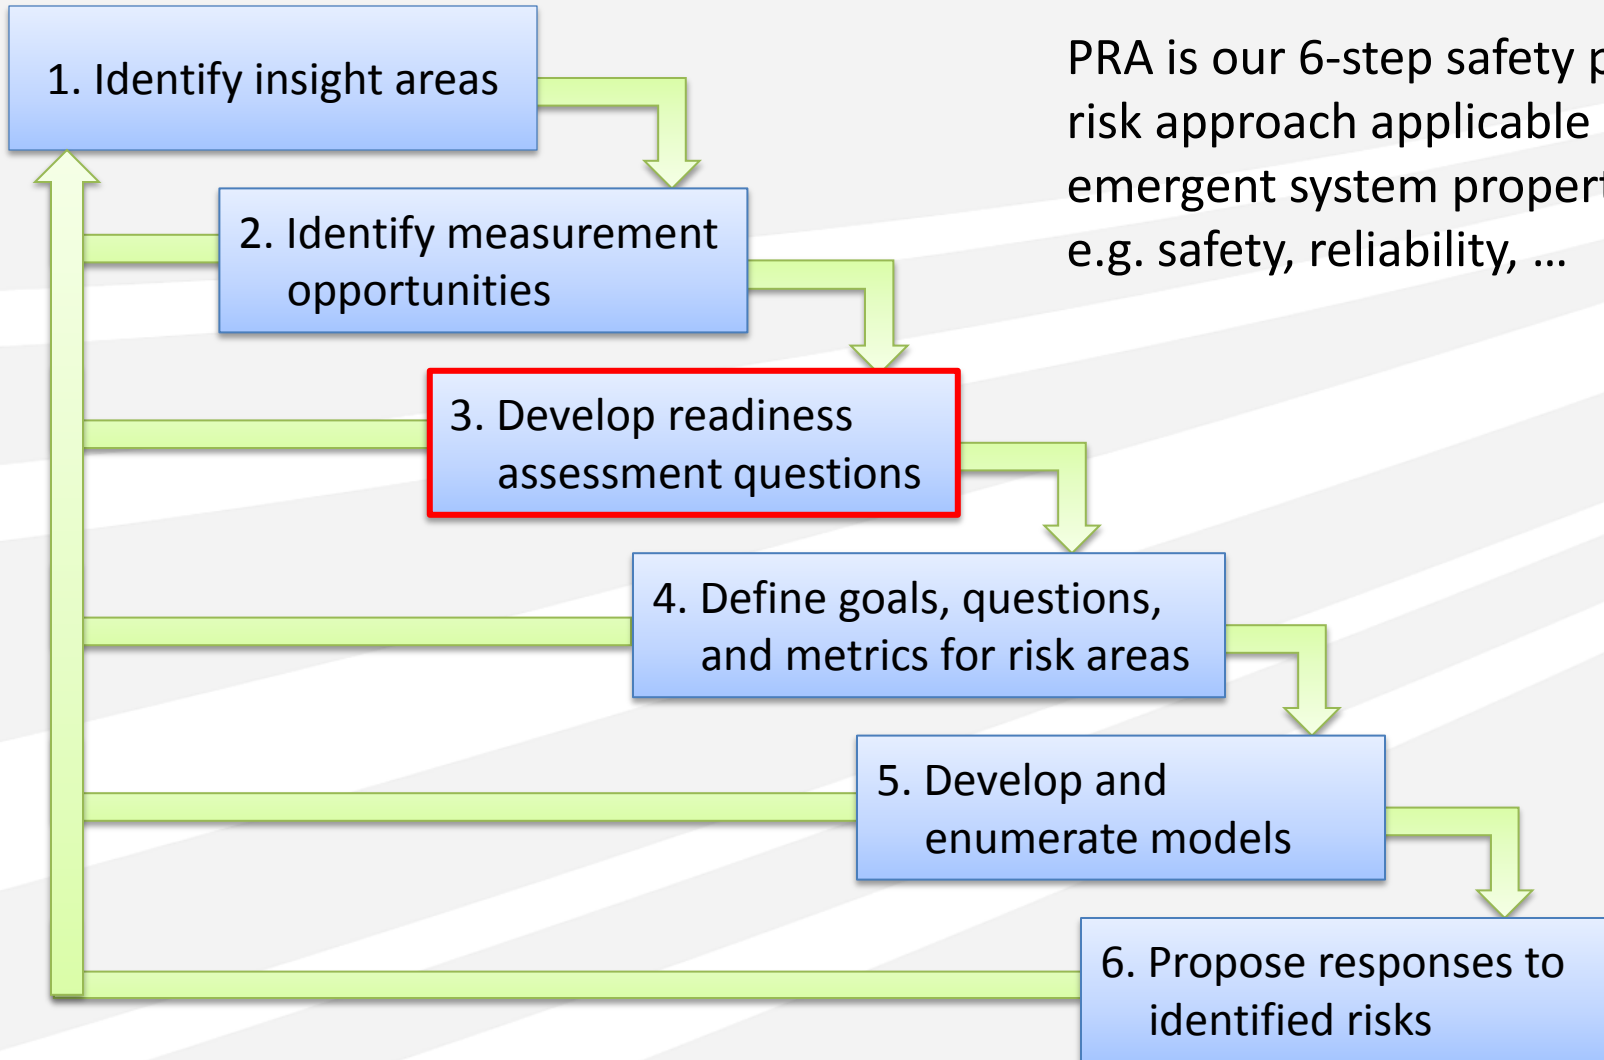 1. Identify insight areas
PRA is our 6-step safety
risk approach applicable
emergent system
e.g. safety, reliability, …
2. Identify measurement
opportunities
3. Develop readiness
assessment questions
4. Define goals, questions,
and metrics for risk areas
5. Develop and
enumerate models
6. Propose responses to
identified risks